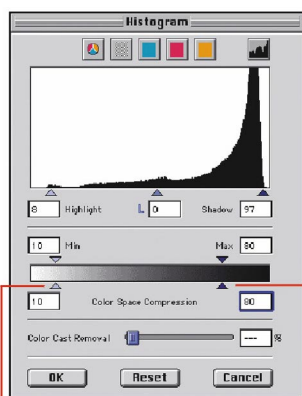 Histogram
8 Highlight L 0 Shadow 97
10 Min Max 80
10 Color Space Compression 80
Color Cast Removal --- %
OK Reset Cancel